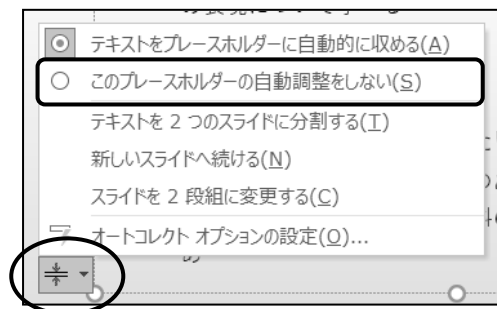 テキストをプレースホルダーに自動的に収める(A)
このプレースホルダーの自動調整をしない(S)
テキストを 2 つのスライドに分割する(T)
新しいスライドへ続ける(N)
スライドを 2 段組に変更する(C)
オートコレクト オプションの設定(O)...